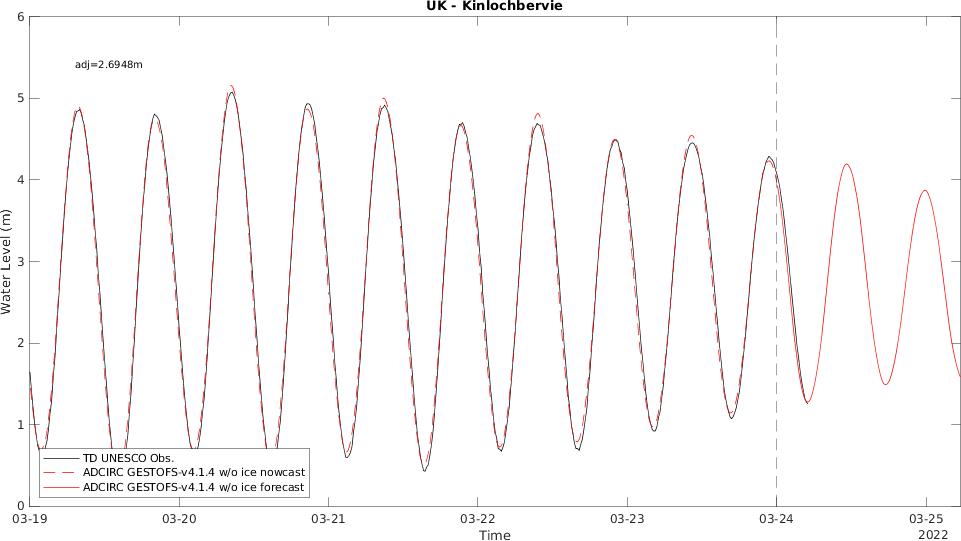 UK - Kinlochbervie
adj=2.6948m
6
5
4
3
2
1
0
Water Level (m)
TD UNESCO Obs.
ADCIRC GESTOFS-v4.1.4 w/o ice nowcast
ADCIRC GESTOFS-v4.1.4 w/o ice forecast
03-19 03-20 03-21 03-22 03-23 03-24 03-25
Time
2022